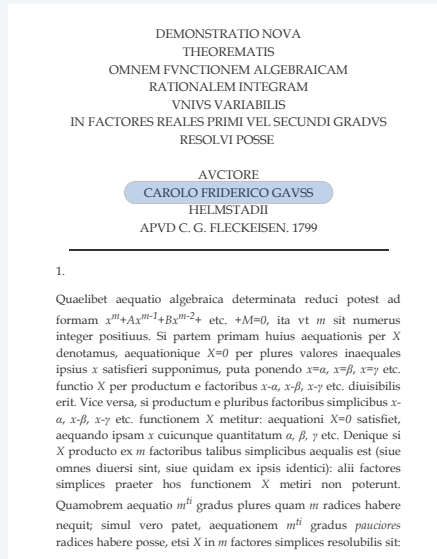 DEMONSTRATIO NOVA
THEOREMATIS
OMNEM FVNCTIONEM ALGEBRAICAM
RATIONALEM INTEGRAM
VNIVS VARIABILIS
IN FACTORES REALES PRIMI VEL SECUNDI GRADVS
RESOLVI POSSE
AVCTORE
CAROLO FRIDERICO GAVSS
HELMSTADII
APVD C. G. FLECKEISEN. 1799
1.
Quaelibet aequatio algebraica determinata reduci potest ad
formam x^m+Ax^{m-1}+Bx^{m-2}+ etc. +M=0, ita vt m sit numerus
integer positiuus. Si partem primam huius aequationis per X
denotamus, aequationique X=0 per plures valores inaequales
ipsius x satisfieri supponimus, puta ponendo x=α, x=β, x=γ etc.
functio X per productum e factoribus x-α, x-β, x-γ etc. diuisibilis
erit. Vice versa, si productum e pluribus factoribus simplicibus x-
α, x-β, x-γ etc. functionem X metitur: aequationi X=0 satisfiet,
aequando ipsam x cuicunque quantitatum α, β, γ etc. Denique si
X producto ex m factoribus talibus simplicibus aequalis est (siue
omnes diuersi sint, siue quidam ex ipsis identici): alii factores
simplices praeter hos functionem X metiri non poterunt.
Quamobrem aequatio m^{ti} gradus plures quam m radices habere
nequit; simul vero patet, aequationem m^{ti} gradus pauciores
radices habere posse, etsi X in m factores simplices resolubilis sit: